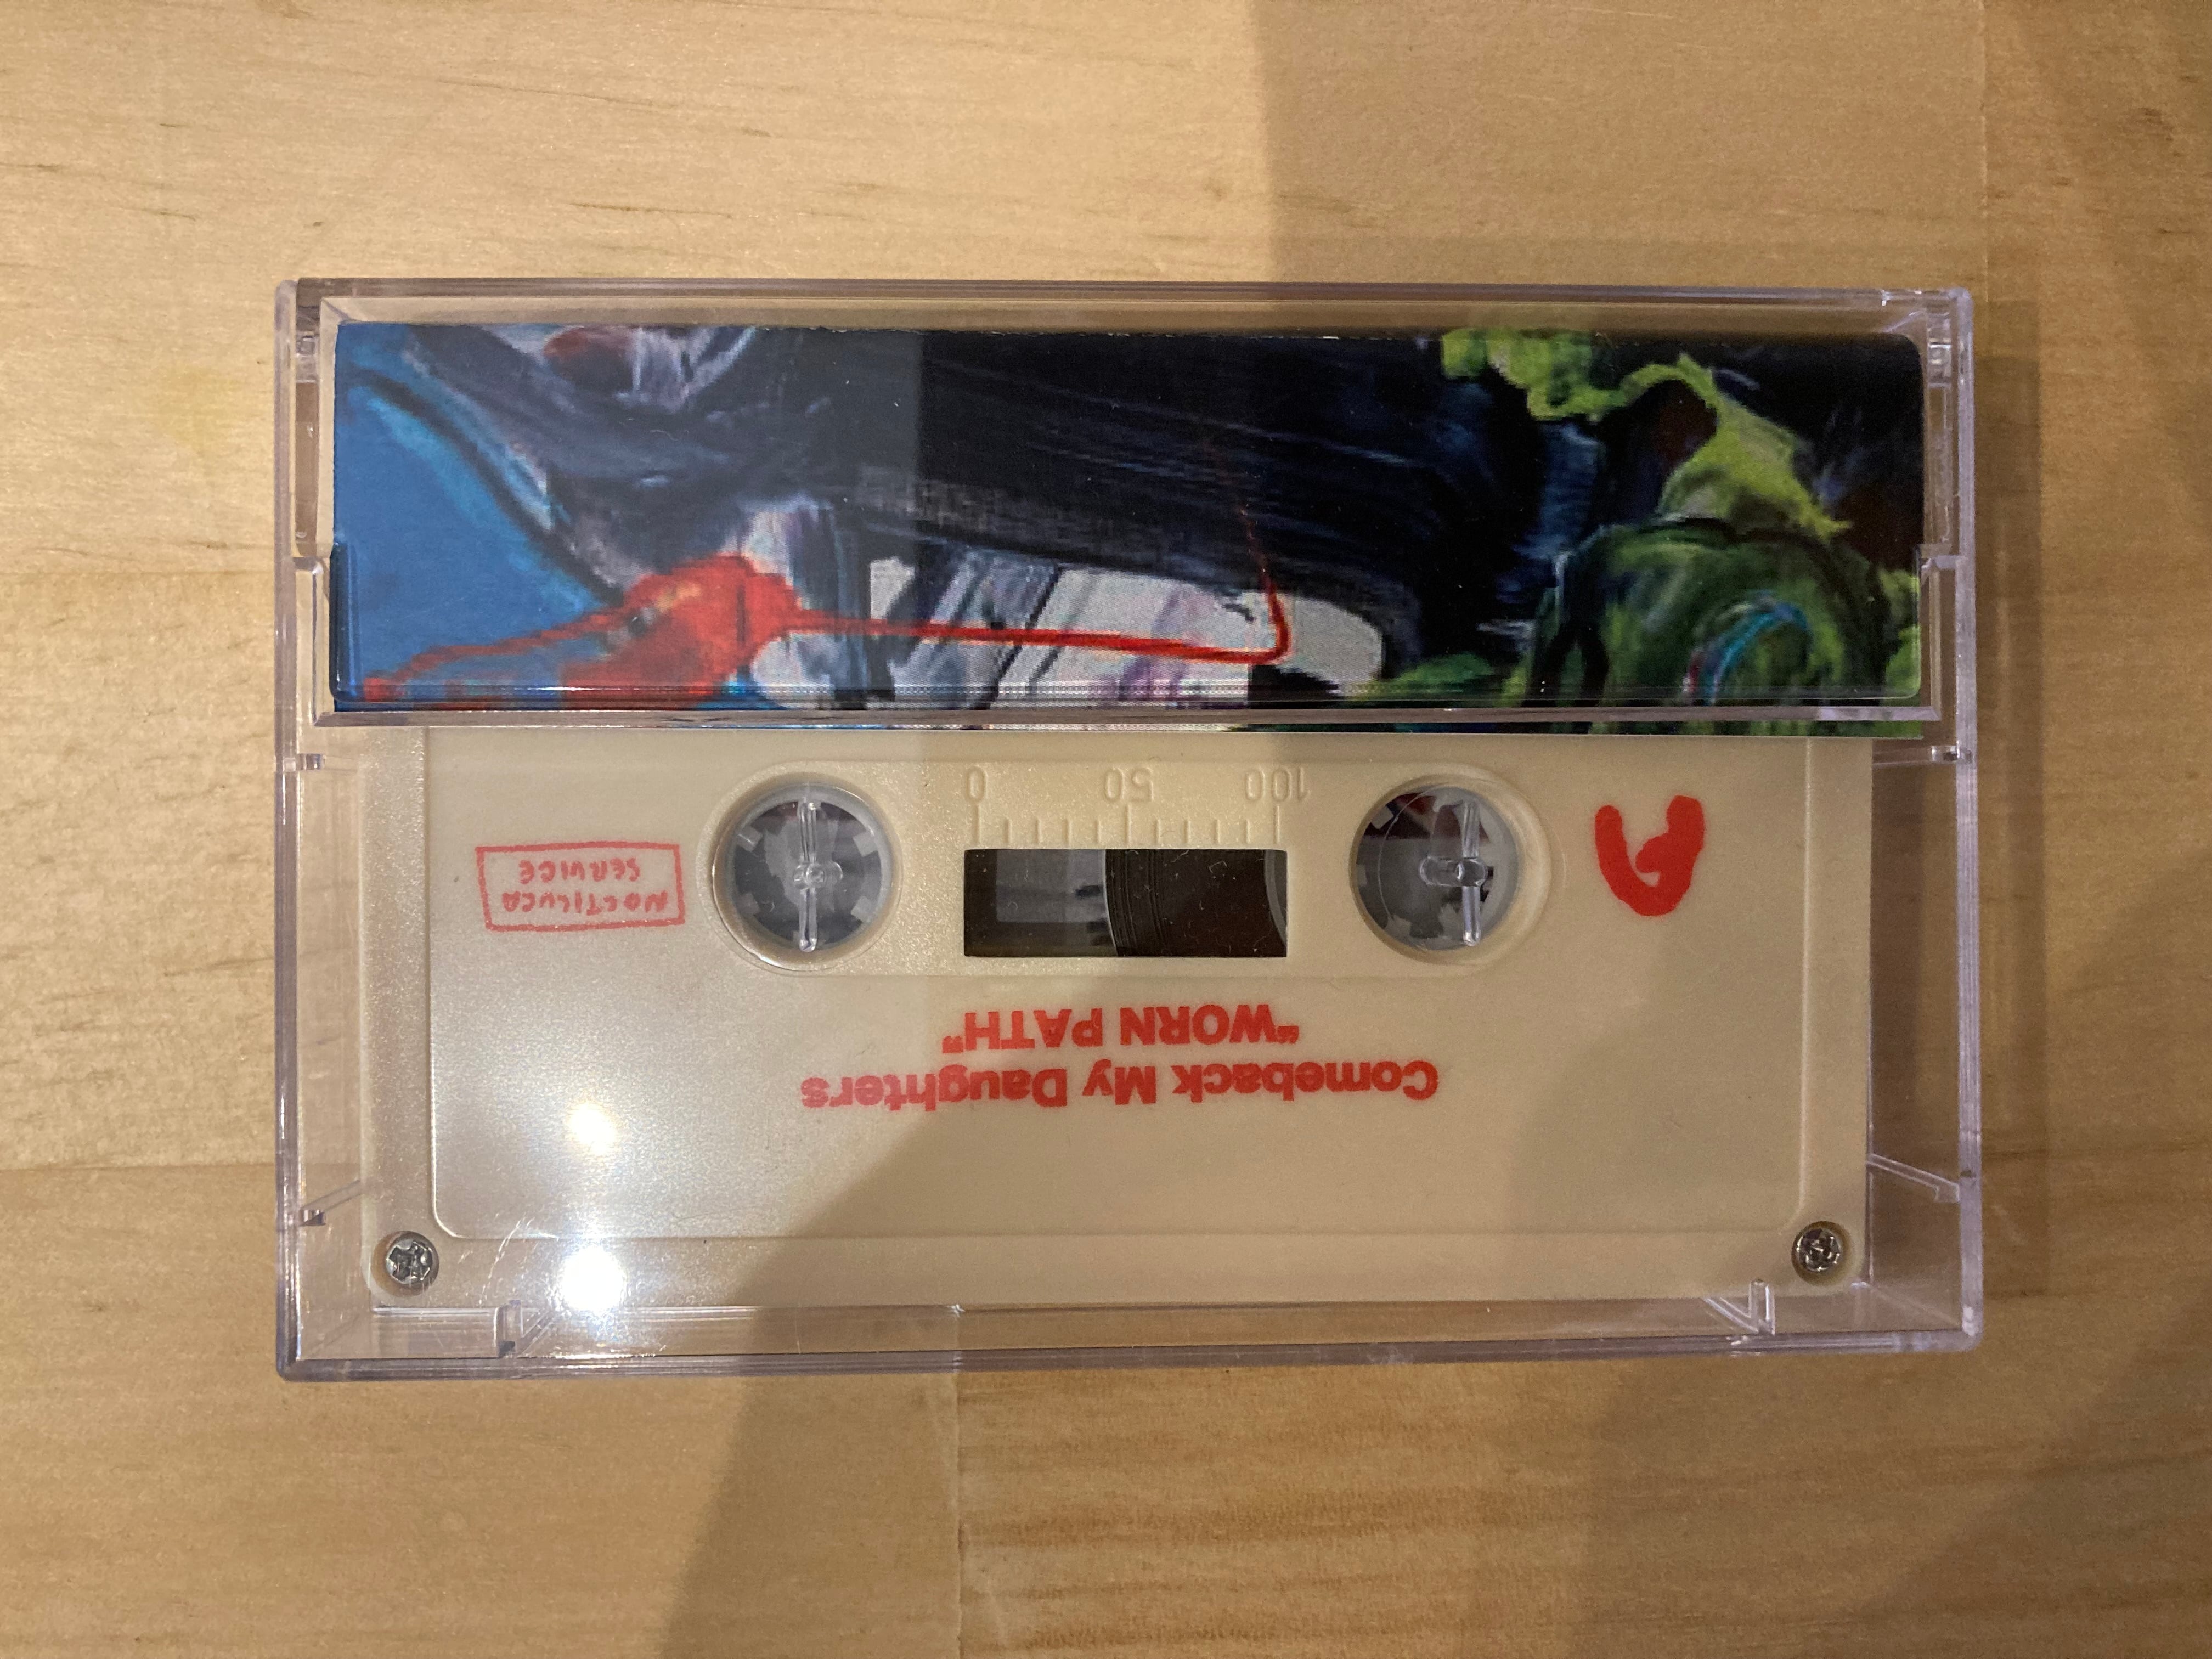 Comeback My Daughters
"WORN PATH"
A
100 50 0
NOCTILUCA
SERVICE